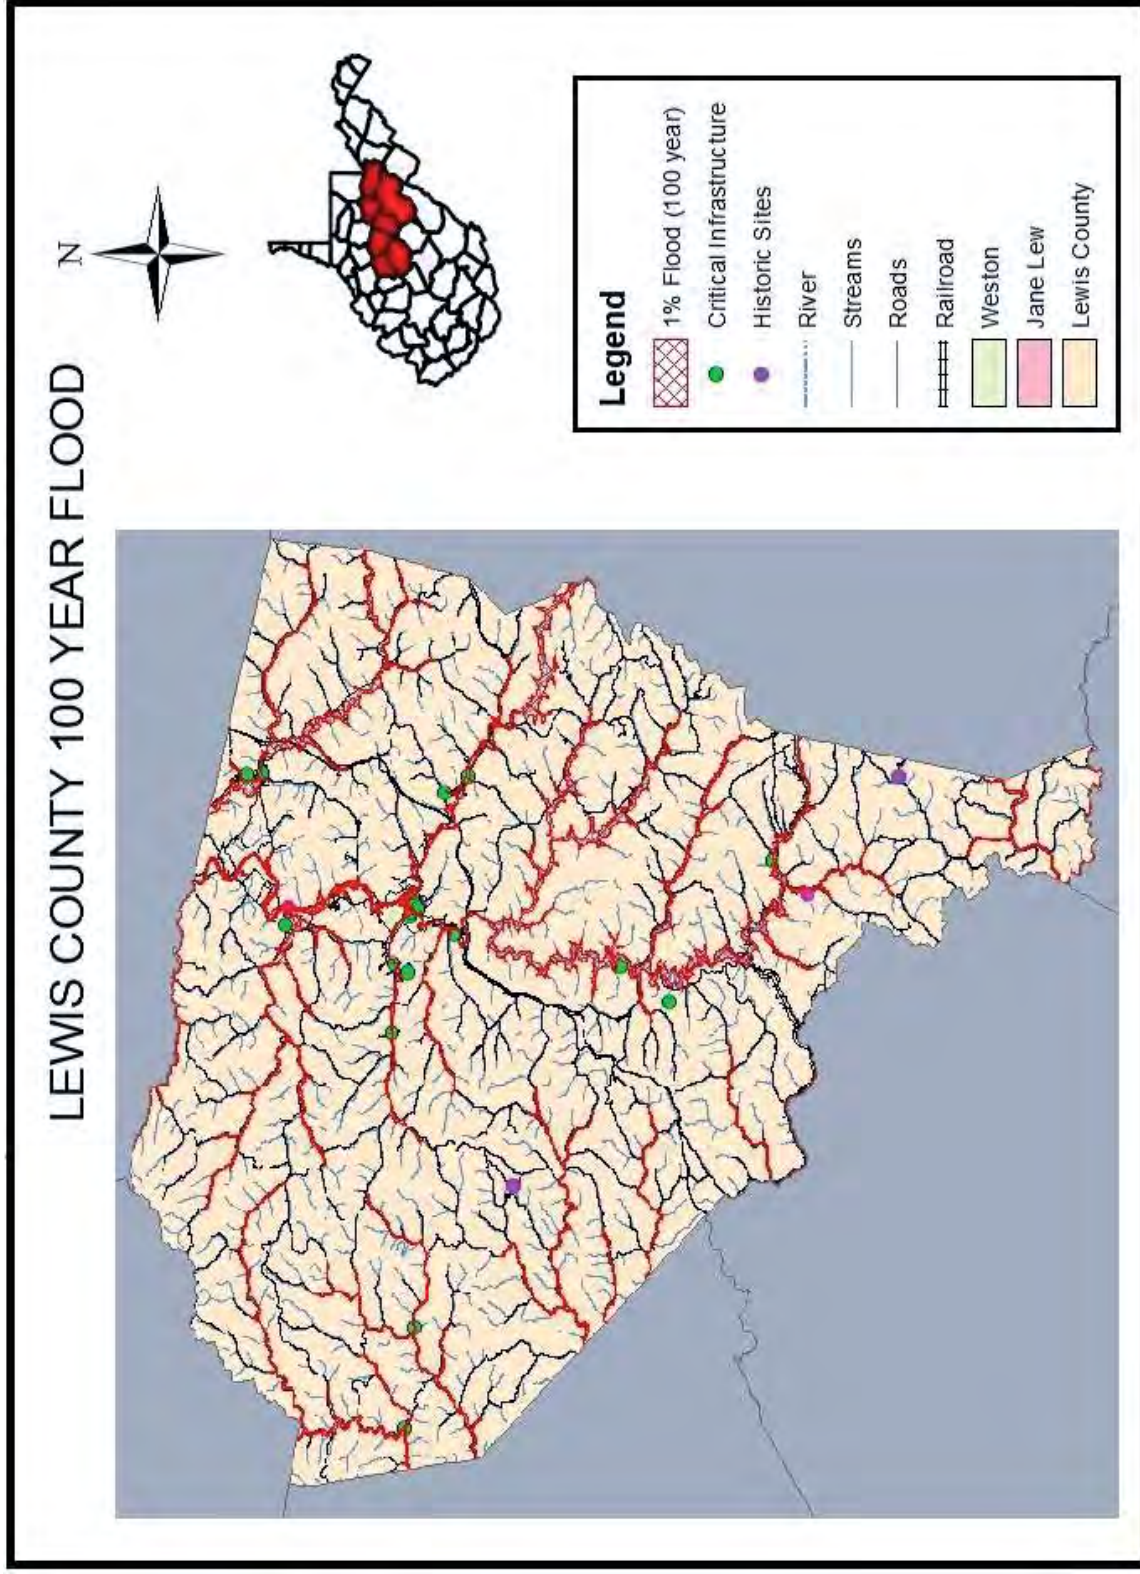 LEWIS COUNTY 100 YEAR FLOOD
N
Legend
1% Flood (100 year)
Critical Infrastructure
Historic Sites
River
Streams
Roads
Railroad
Weston
Jane Lew
Lewis County